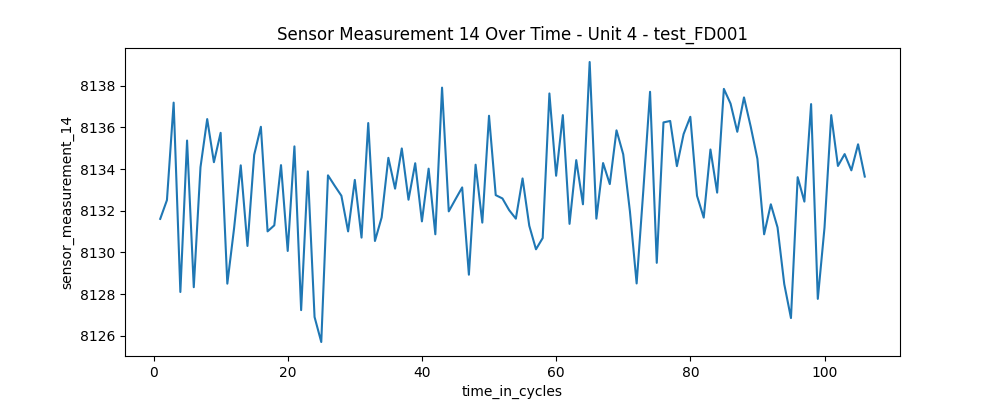 Sensor Measurement 14 Over Time - Unit 4 - test_FD001
sensor_measurement_14
8138
8136
8134
8132
8130
8128
8126
0 20 40 60 80 100
time_in_cycles